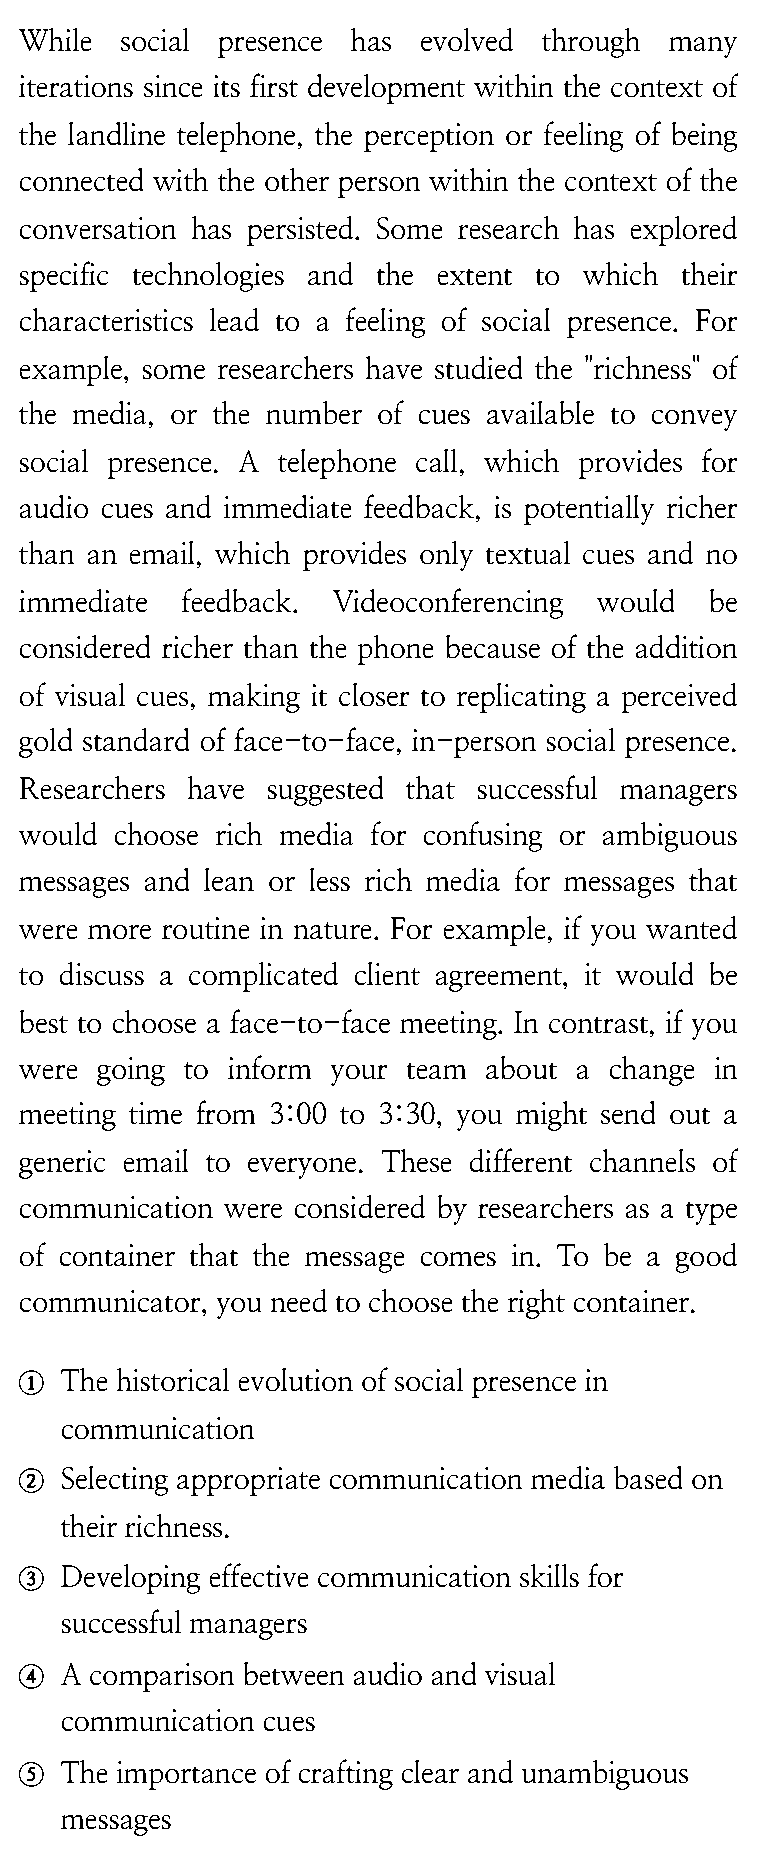 While social presence has evolved through many
iterations since its first development within the context of
the landline telephone, the perception or feeling of being
connected with the other person within the context of the
conversation has persisted. Some research has explored
specific technologies and the extent to which their
characteristics lead to a feeling of social presence. For
example, some researchers have studied the "richness" of
the media, or the number of cues available to convey
social presence. A telephone call, which provides for
audio cues and immediate feedback, is potentially richer
than an email, which provides only textual cues and no
immediate feedback. Videoconferencing would be
considered richer than the phone because of the addition
of visual cues, making it closer to replicating a perceived
gold standard of face-to-face, in-person social presence.
Researchers have suggested that successful managers
would choose rich media for confusing or ambiguous
messages and lean or less rich media for messages that
were more routine in nature. For example, if you wanted
to discuss a complicated client agreement, it would be
best to choose a face-to-face meeting. In contrast, if you
were going to inform your team about a change in
meeting time from 3:00 to 3:30, you might send out a
generic email to everyone. These different channels of
communication were considered by researchers as a type
of container that the message comes in. To be a good
communicator, you need to choose the right container.
① The historical evolution of social presence in
communication
② Selecting appropriate communication media based on
their richness.
③ Developing effective communication skills for
successful managers
④ A comparison between audio and visual
communication cues
⑤ The importance of crafting clear and unambiguous
messages